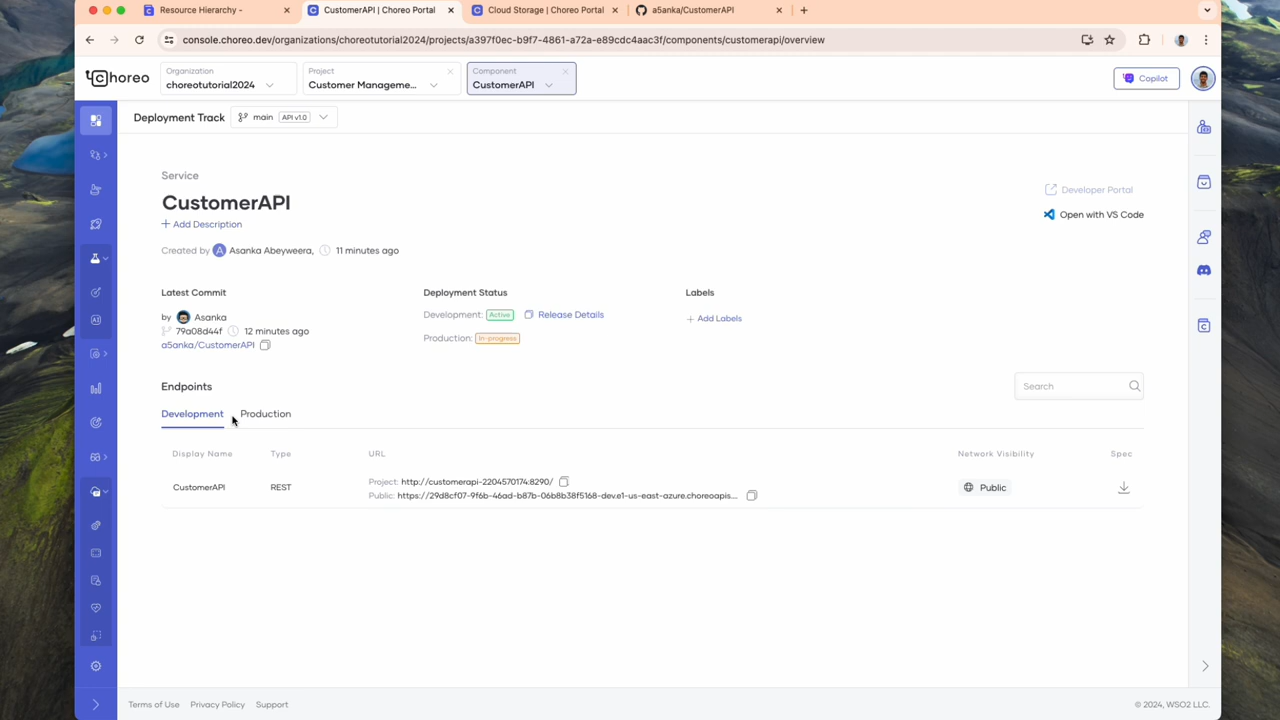 Resource Hierarchy -
CustomerAPI | Choreo Portal
Cloud Storage | Choreo Portal
a5anka/CustomerAPI
console.choreo.dev/organizations/choreotutorial2024/projects/a397f0ec-b9f7-4861-a72a-e89cdc4aac3f/components/customerapi/overview
Choreo
Organization
choreotutorial2024
Project
Customer Manageme...
Component
CustomerAPI
Copilot
Deployment Track
main
API v1.0
Service
CustomerAPI
Developer Portal
+ Add Description
Open with VS Code
Created by A Asanka Abeyweera, 11 minutes ago
Latest Commit
Deployment Status
Labels
by Asanka
Development: Active Release Details
+ Add Labels
79a08d44f 12 minutes ago
Production: In-progress
a5anka/CustomerAPI
Endpoints
Search
Development
Production
Display Name
Type
URL
Network Visibility
Spec
CustomerAPI
REST
Project: http://customerapi-2204570174:8290/
Public: https://29d8cf07-9f6b-46ad-b87b-06b8b38f5168-dev.e1-us-east-azure.choreoapis...
Public
Terms of Use
Privacy Policy
Support
© 2024, WSO2 LLC.